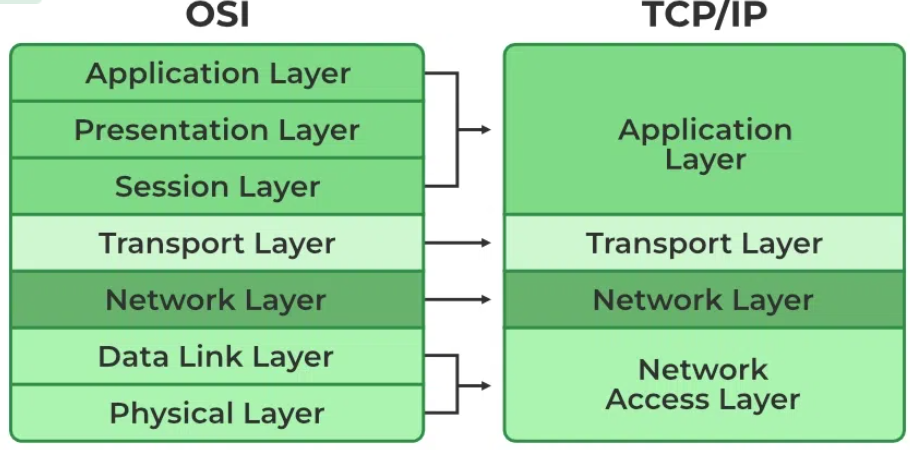 OSI
Application Layer
Presentation Layer
Session Layer
Transport Layer
Network Layer
Data Link Layer
Physical Layer
TCP/IP
Application
Layer
Transport Layer
Network Layer
Network
Access Layer